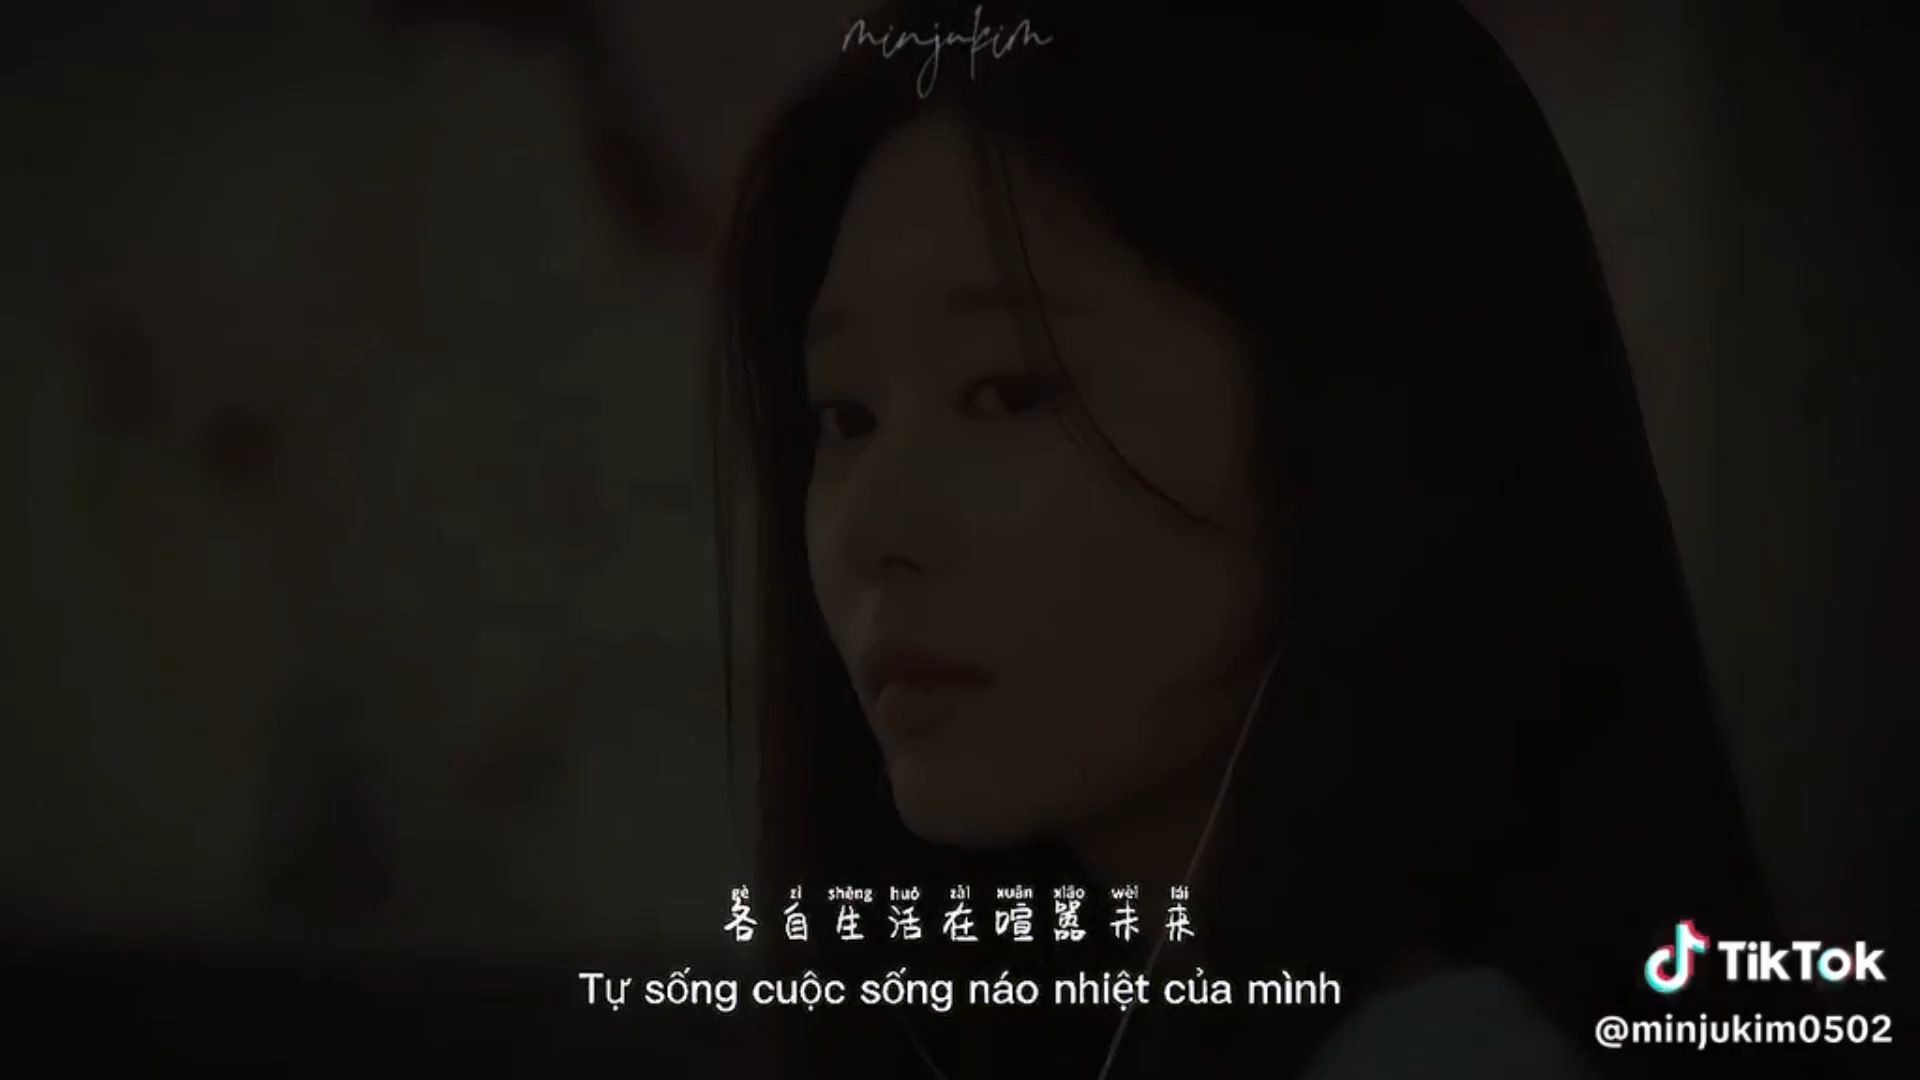 minjukim
gè zì shēng huó zài xuān xiāo wèi lái
各自生活在喧嚣未来
Tự sống cuộc sống náo nhiệt của mình
TikTok
@minjukim0502